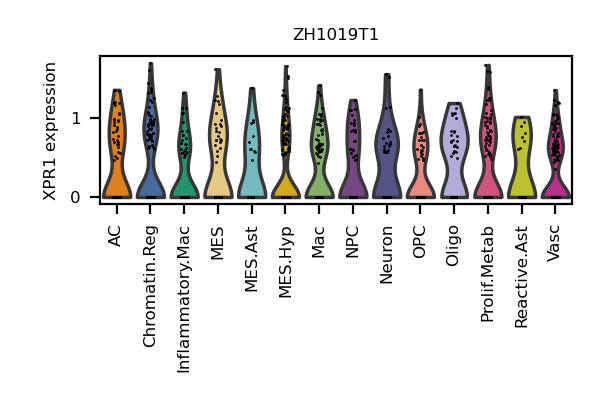 ZH1019T1
XPR1 expression
1
0
AC
Chromatin.Reg
Inflammatory.Mac
MES
MES.Ast
MES.Hyp
Mac
NPC
Neuron
OPC
Oligo
Prolif.Metab
Reactive.Ast
Vasc